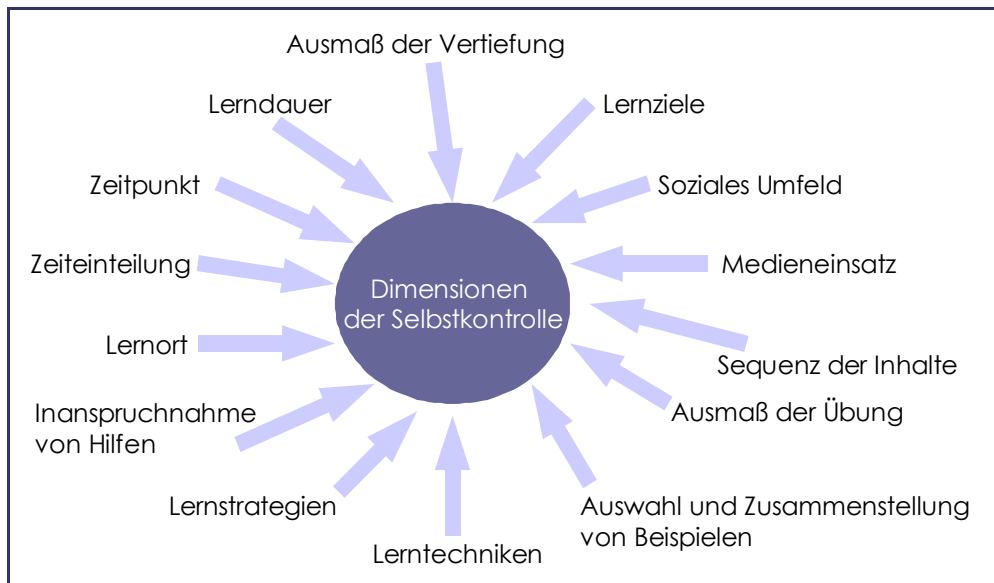 Ausmaß der Vertiefung
Lerndauer
Lernziele
Zeitpunkt
Soziales Umfeld
Zeiteinteilung
Medieneinsatz
Dimensionen
der Selbstkontrolle
Lernort
Sequenz der Inhalte
Inanspruchnahme
von Hilfen
Ausmaß der Übung
Lernstrategien
Auswahl und Zusammenstellung
von Beispielen
Lerntechniken